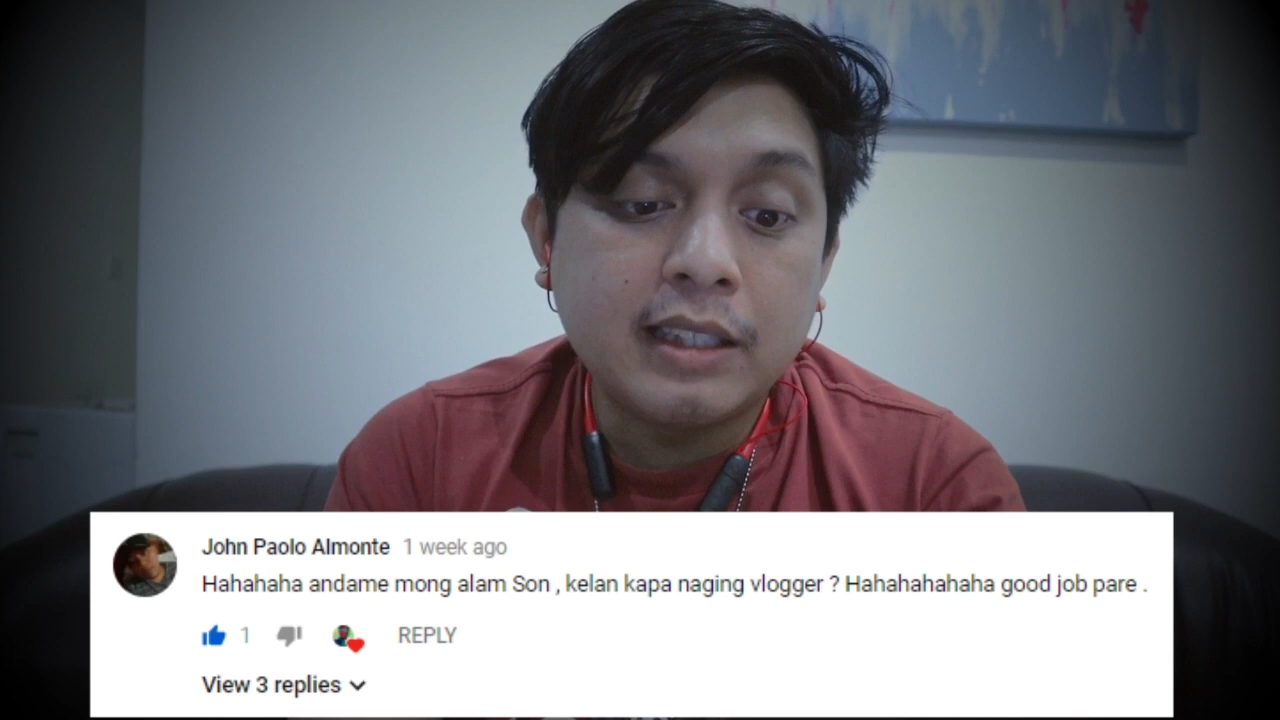 John Paolo Almonte 1 week ago
Hahahaha andame mong alam Son , kelan kapa naging vlogger ? Hahahahahaha good job pare .
1 REPLY
View 3 replies